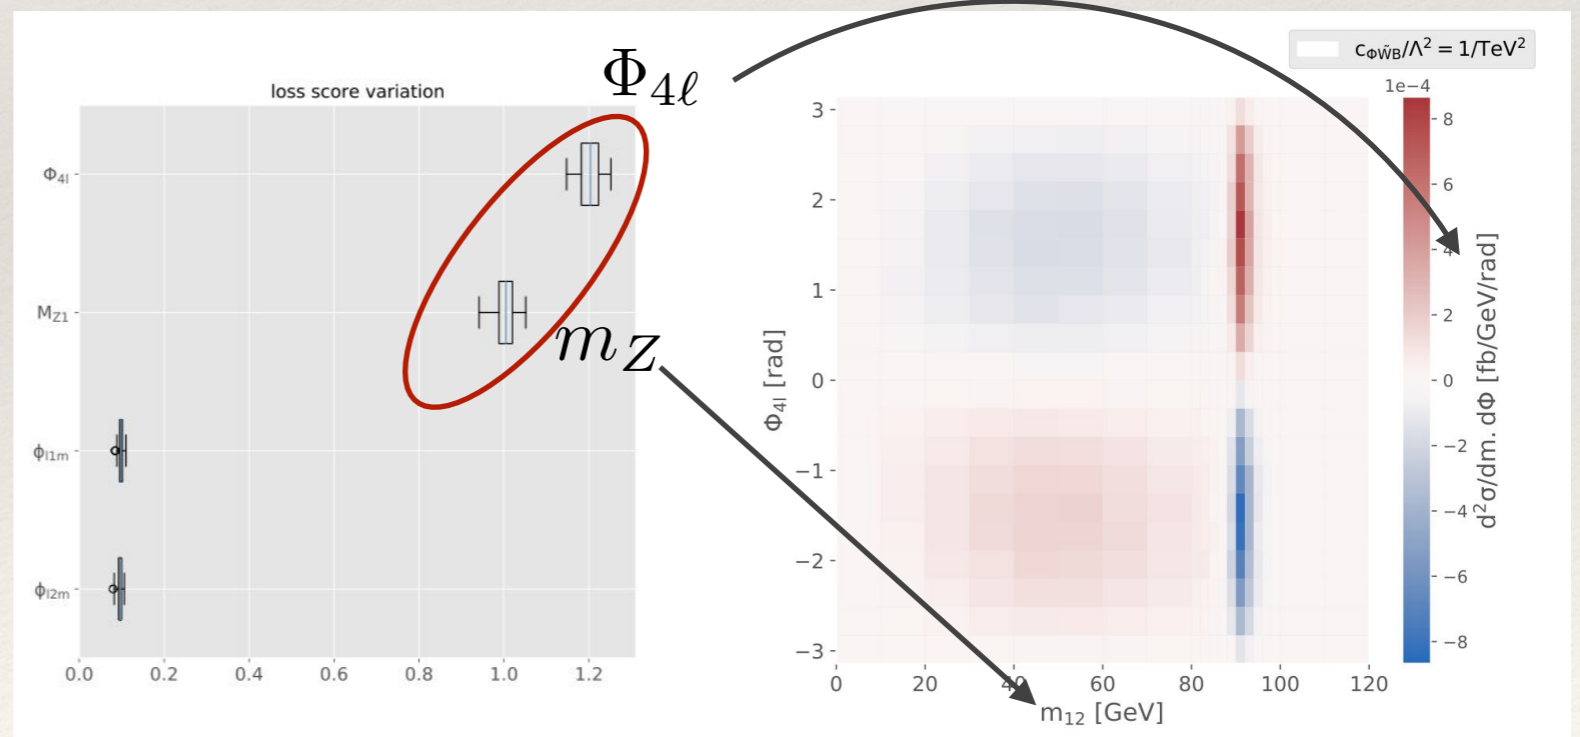 Φ4ℓ
loss score variation
Φ4l
MZ1
mZ
ϕl1m
ϕl2m
0.0 0.2 0.4 0.6 0.8 1.0 1.2
cΦW̃B/Λ² = 1/TeV²
1e−4
3
2
1
0
−1
−2
−3
Φ4l [rad]
0 20 40 60 80 100 120
m12 [GeV]
8
6
4
2
0
−2
−4
−6
−8
d²σ/dm. dΦ [fb/GeV/rad]